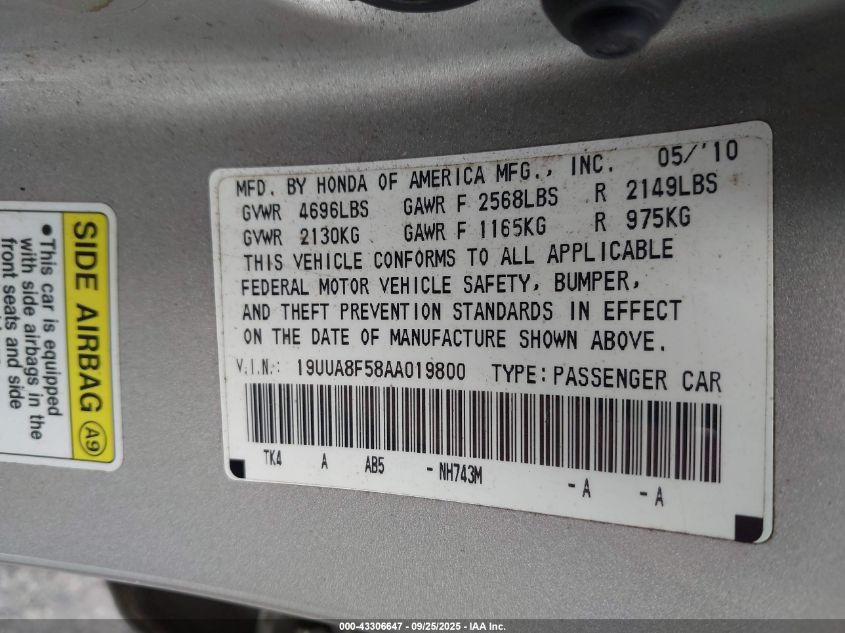 MFD. BY HONDA OF AMERICA MFG., INC. 05/'10
GVWR 4696LBS GAWR F 2568LBS R 2149LBS
GVWR 2130KG GAWR F 1165KG R 975KG
THIS VEHICLE CONFORMS TO ALL APPLICABLE
FEDERAL MOTOR VEHICLE SAFETY, BUMPER,
AND THEFT PREVENTION STANDARDS IN EFFECT
ON THE DATE OF MANUFACTURE SHOWN ABOVE.
V.I.N.: 19UUA8F58AA019800 TYPE:PASSENGER CAR
TK4 A AB5 -NH743M -A -A
SIDE AIRBAG A9
•This car is equipped
with side airbags in the
front seats and side
000-43306647 - 09/25/2025 - IAA Inc.